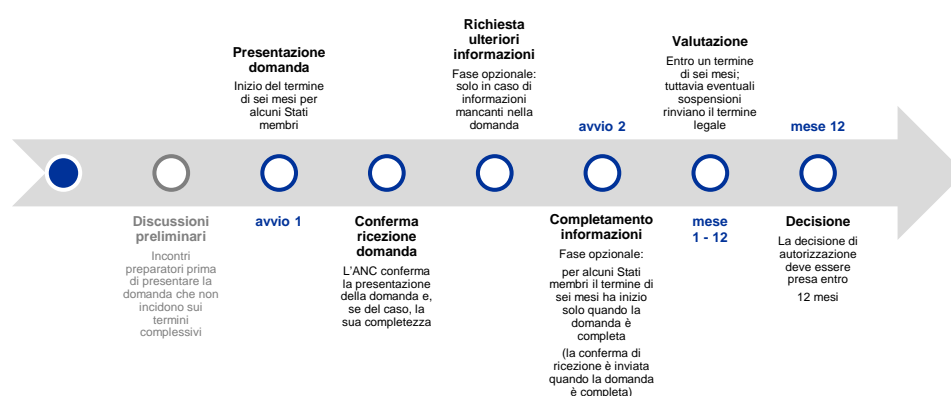 Presentazione
domanda
Inizio del termine
di sei mesi per
alcuni Stati
membri
Richiesta
ulteriori
informazioni
Fase opzionale:
solo in caso di
informazioni
mancanti nella
domanda
avvio 2
Valutazione
Entro un termine
di sei mesi;
tuttavia eventuali
sospensioni
rinviano il termine
legale
mese 12
Discussioni
preliminari
Incontri
preparatori prima
di presentare la
domanda che non
incidono sui
termini
complessivi
avvio 1
Conferma
ricezione
domanda
L'ANC conferma
la presentazione
della domanda e,
se del caso, la
sua completezza
Completamento
informazioni
Fase opzionale:
per alcuni Stati
membri il termine di
sei mesi ha inizio
solo quando la
domanda è
completa
(la conferma di
ricezione è inviata
quando la domanda
è completa)
mese
1 - 12
Decisione
La decisione di
autorizzazione
deve essere
presa entro
12 mesi